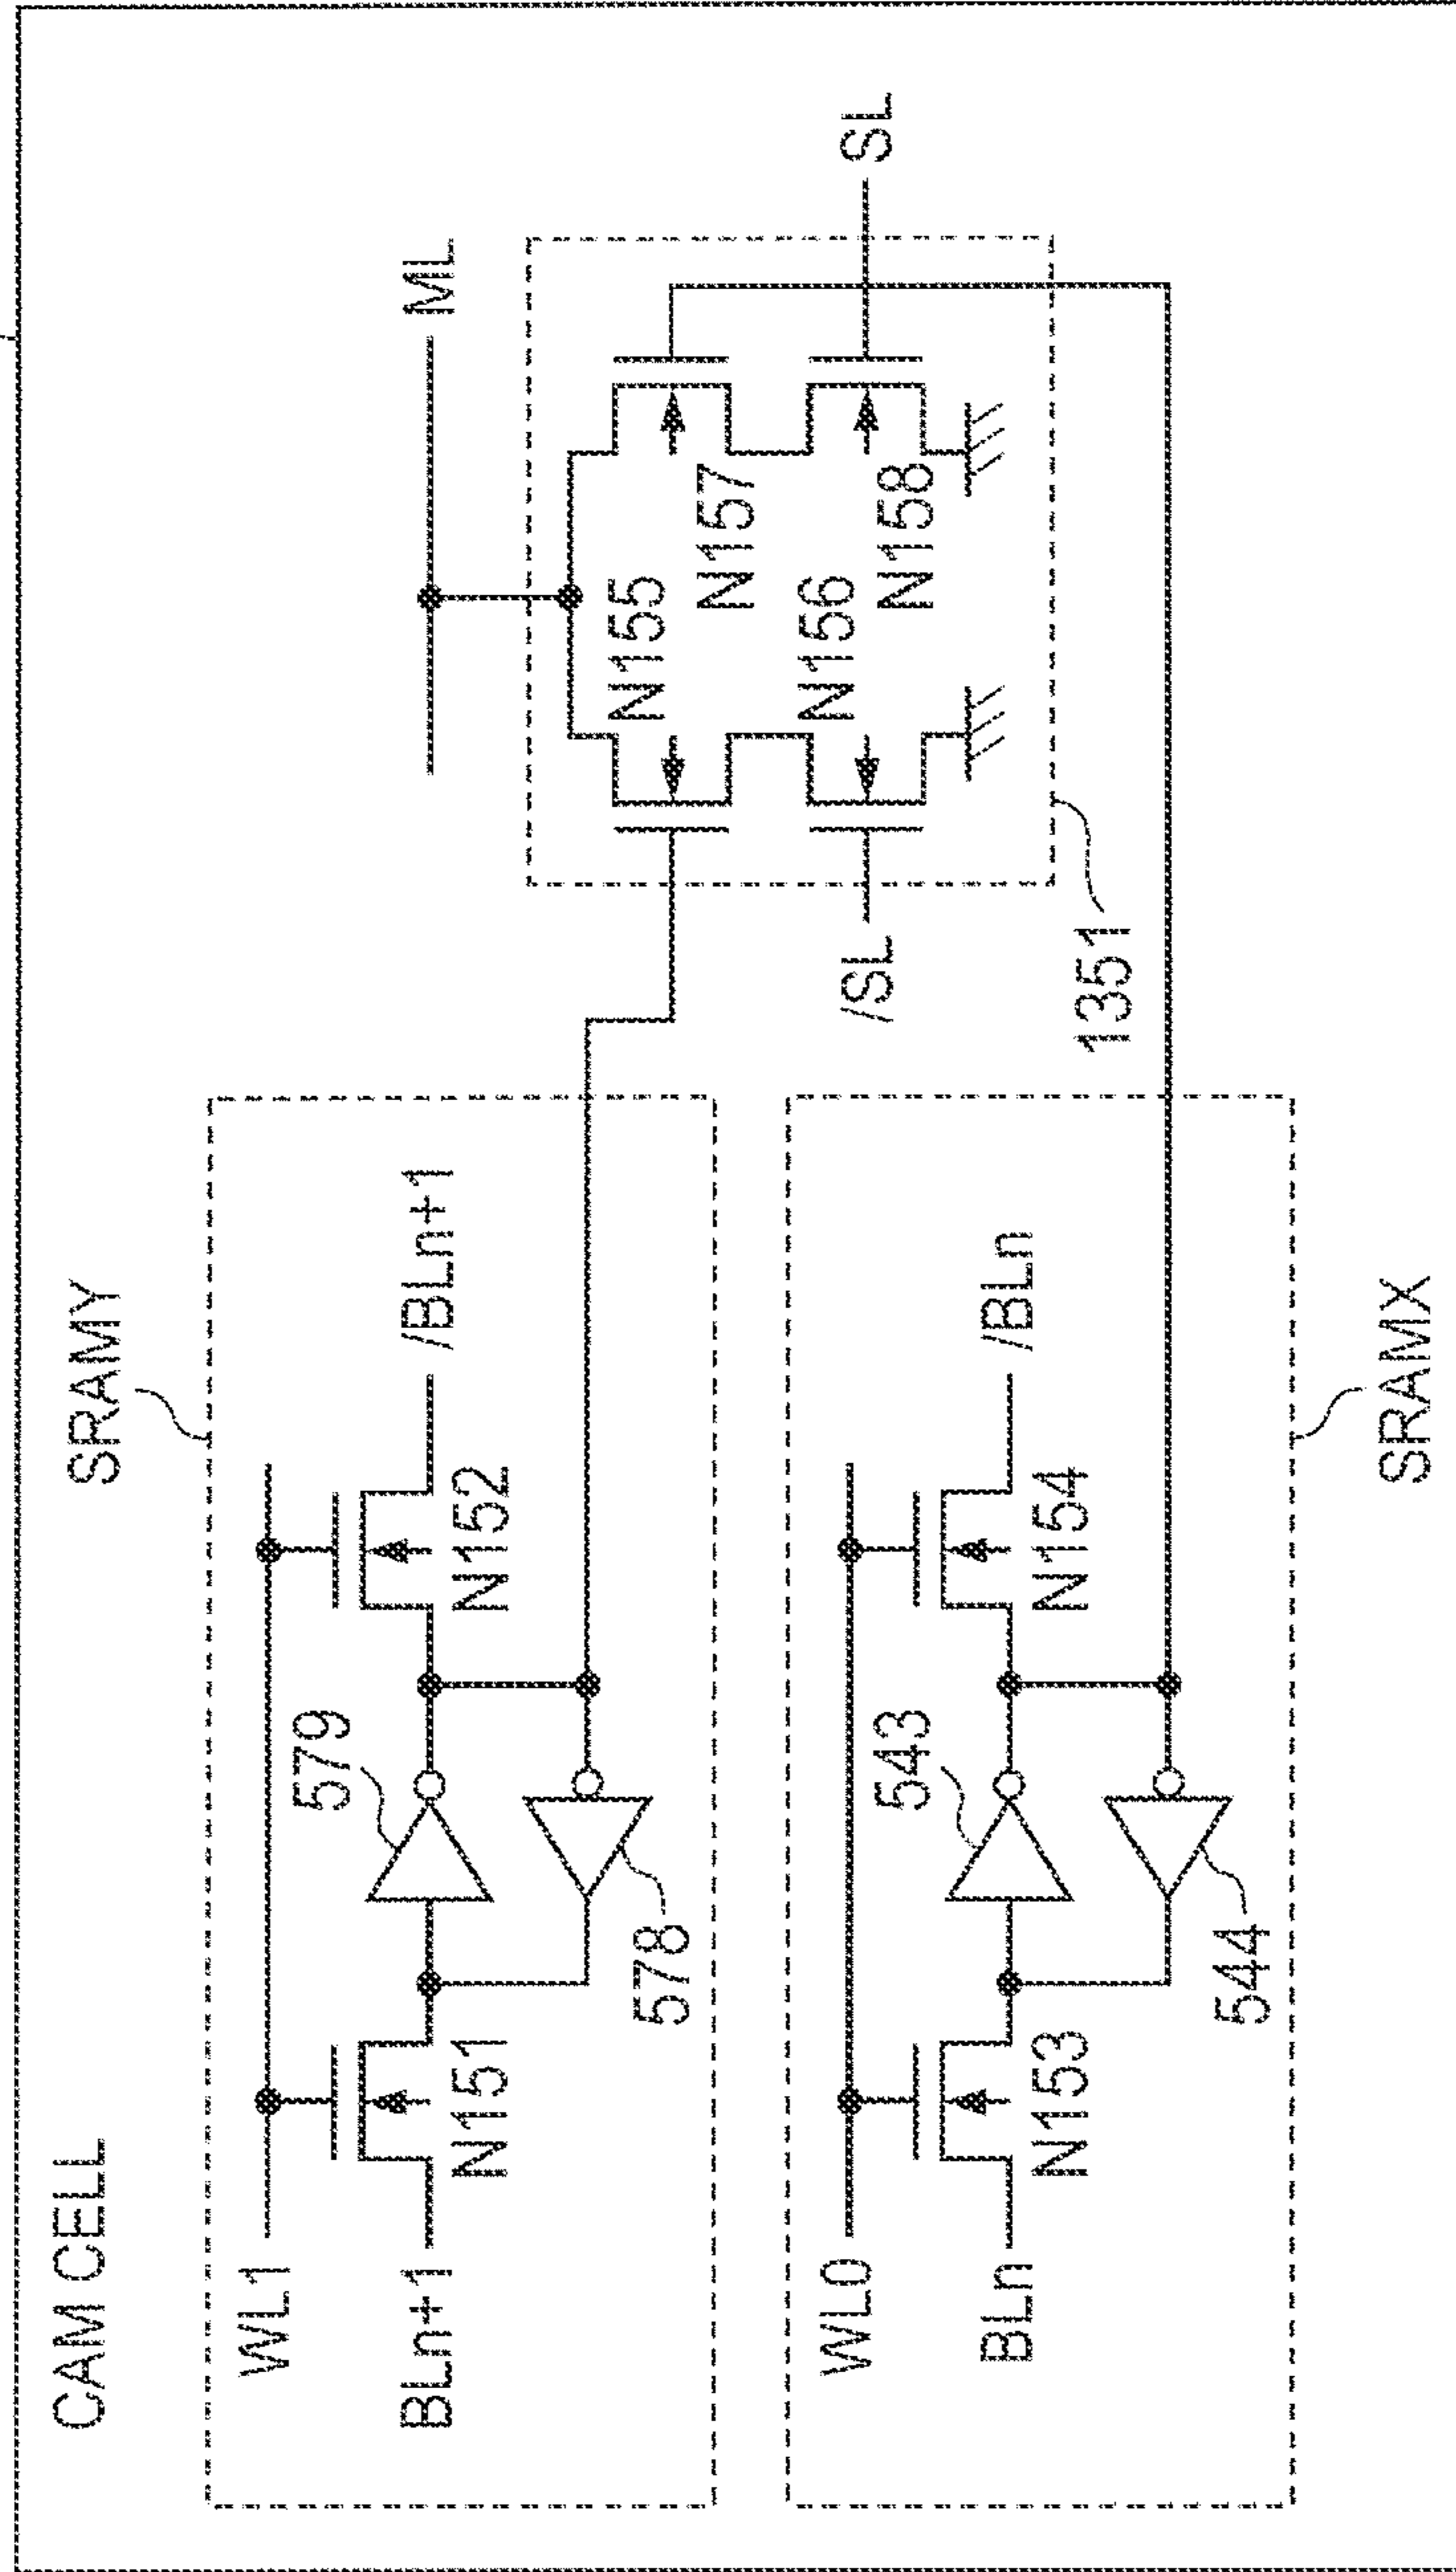 CAM CELL
SRAMY
WL1
579
BLn+1
/BLn+1
N151
N152
578
WL0
543
BLn
/BLn
N153
N154
544
SRAMX
ML
N155
N157
N156
N158
/SL
SL
1351